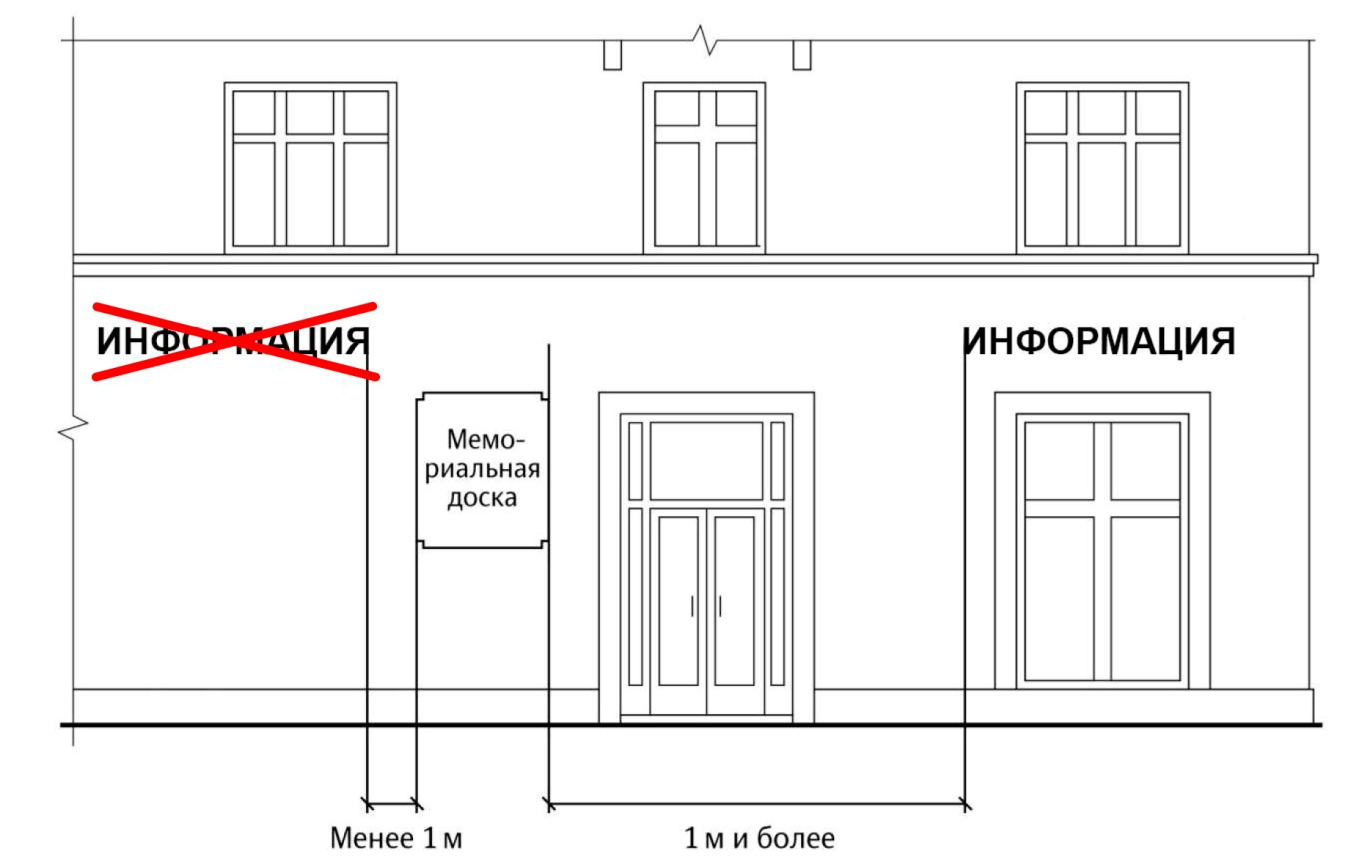 ИНФОРМАЦИЯ
ИНФОРМАЦИЯ
Мемо-
риальная
доска
Менее 1 м
1 м и более